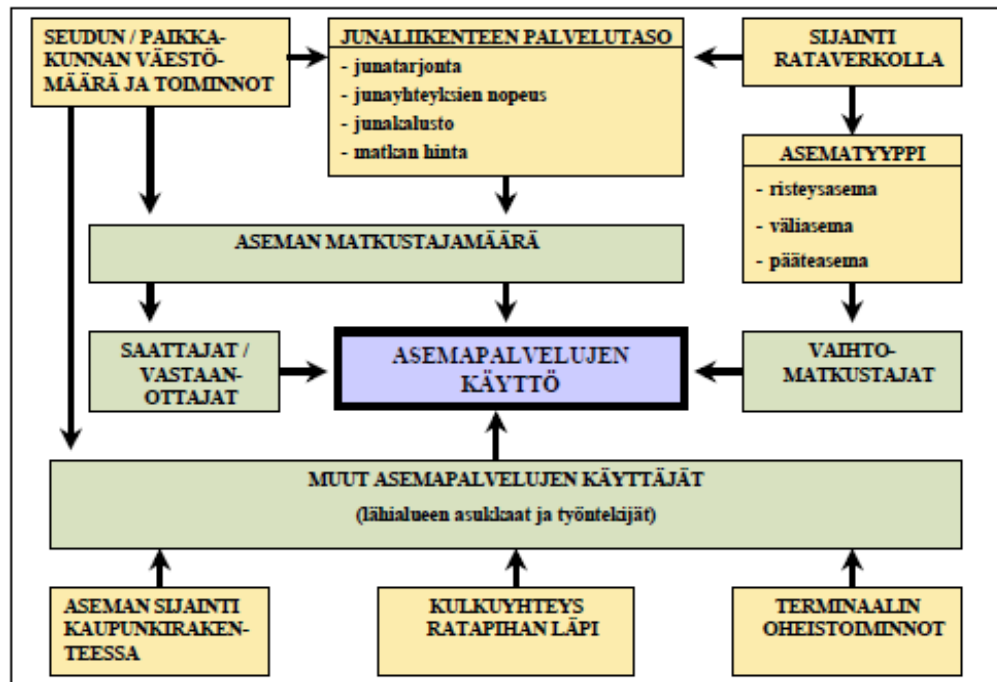 SEUDUN / PAIKKA-
KUNNAN VÄESTÖ-
MÄÄRÄ JA TOIMINNOT
JUNALIIKENTEEN PALVELUTASO
- junatarjonta
- junayhteyksien nopeus
- junakalusto
- matkan hinta
SIJAINTI
RATAVERKOLLA
ASEMATYYPPI
- risteysasema
- väliasema
- pääteasema
ASEMAN MATKUSTAJAMÄÄRÄ
SAATTAJAT /
VASTAAN-
OTTAJAT
ASEMAPALVELUJEN
KÄYTTÖ
VAIHTO-
MATKUSTAJAT
MUUT ASEMAPALVELUJEN KÄYTTÄJÄT
(lähialueen asukkaat ja työntekijät)
ASEMAN SIJAINTI
KAUPUNKIRAKEN-
TEESSA
KULKUYHTEYS
RATAPIHAN LÄPI
TERMINAALIN
OHEISTOIMINNOT